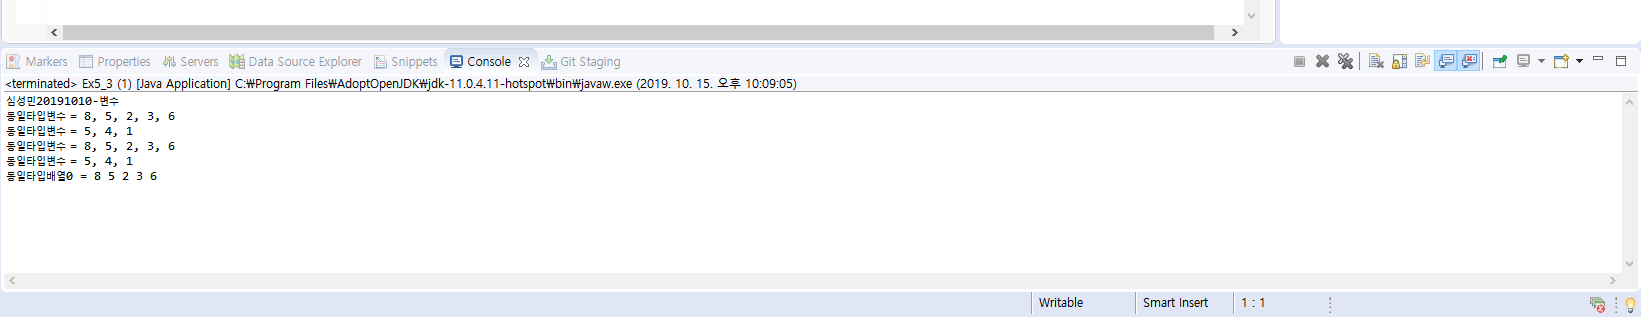 Markers Properties Servers Data Source Explorer Snippets Console Git Staging
<terminated> Ex5_3 (1) [Java Application] C:₩Program Files₩AdoptOpenJDK₩jdk-11.0.4.11-hotspot₩bin₩javaw.exe (2019. 10. 15. 오후 10:09:05)
심성민20191010-변수
동일타입변수 = 8, 5, 2, 3, 6
동일타입변수 = 5, 4, 1
동일타입변수 = 8, 5, 2, 3, 6
동일타입변수 = 5, 4, 1
동일타입배열0 = 8 5 2 3 6
Writable Smart Insert 1 : 1